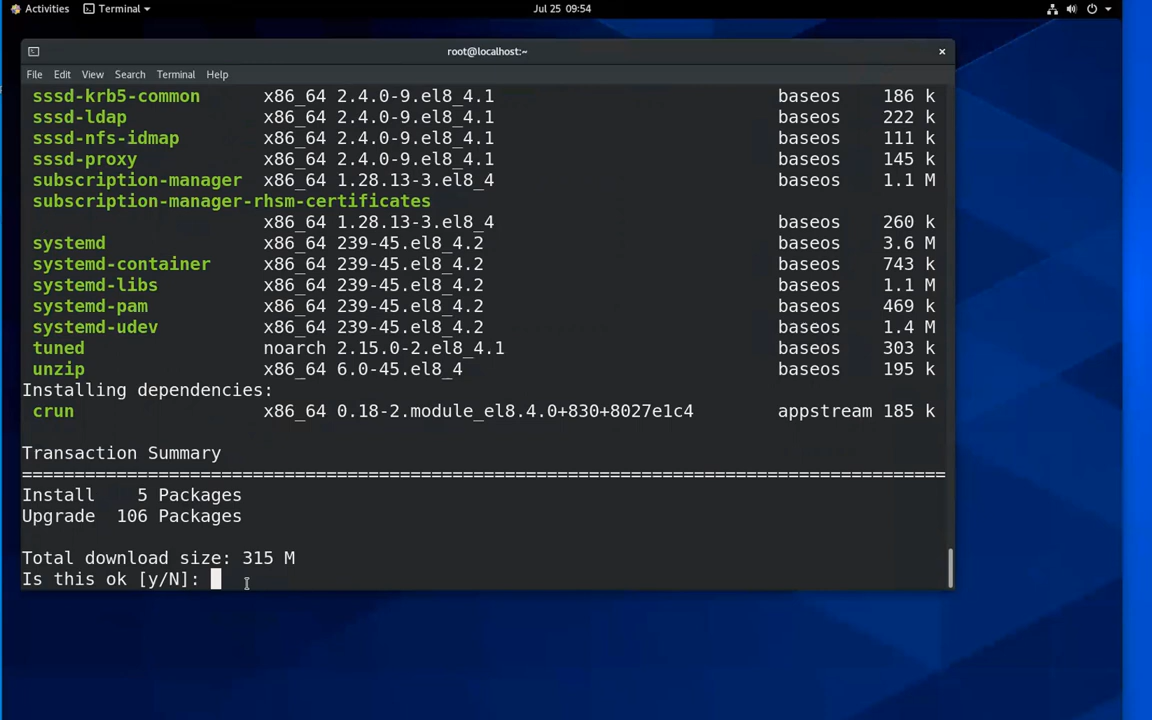 Activities Terminal Jul 25 09:54
root@localhost:~
File Edit View Search Terminal Help
sssd-krb5-common x86_64 2.4.0-9.el8_4.1 baseos 186 k
sssd-ldap x86_64 2.4.0-9.el8_4.1 baseos 222 k
sssd-nfs-idmap x86_64 2.4.0-9.el8_4.1 baseos 111 k
sssd-proxy x86_64 2.4.0-9.el8_4.1 baseos 145 k
subscription-manager x86_64 1.28.13-3.el8_4 baseos 1.1 M
subscription-manager-rhsm-certificates
x86_64 1.28.13-3.el8_4 baseos 260 k
systemd x86_64 239-45.el8_4.2 baseos 3.6 M
systemd-container x86_64 239-45.el8_4.2 baseos 743 k
systemd-libs x86_64 239-45.el8_4.2 baseos 1.1 M
systemd-pam x86_64 239-45.el8_4.2 baseos 469 k
systemd-udev x86_64 239-45.el8_4.2 baseos 1.4 M
tuned noarch 2.15.0-2.el8_4.1 baseos 303 k
unzip x86_64 6.0-45.el8_4 baseos 195 k
Installing dependencies:
crun x86_64 0.18-2.module_el8.4.0+830+8027e1c4 appstream 185 k
Transaction Summary
========================================================================================
Install 5 Packages
Upgrade 106 Packages
Total download size: 315 M
Is this ok [y/N]: